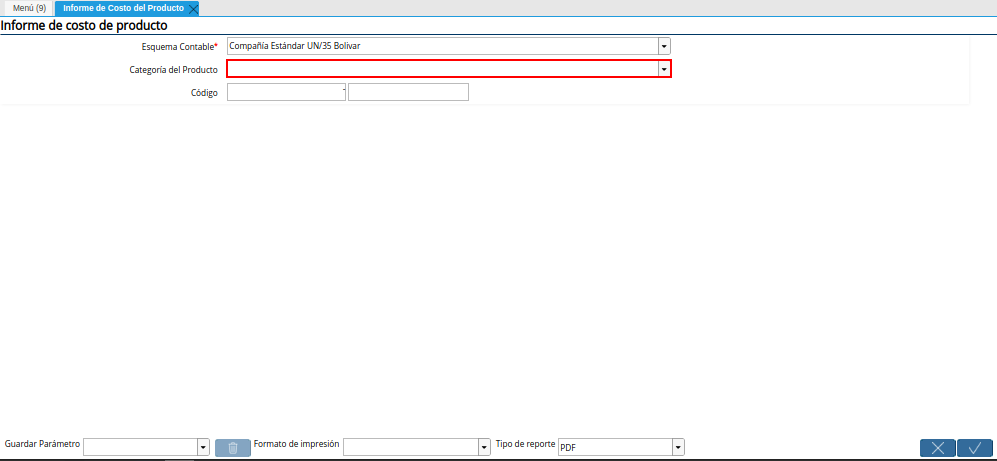 Menú (9) Informe de Costo del Producto
Informe de costo de producto
Esquema Contable* Compañía Estándar UN/35 Bolivar
Categoría del Producto
Código -
Guardar Parámetro Formato de impresión Tipo de reporte PDF